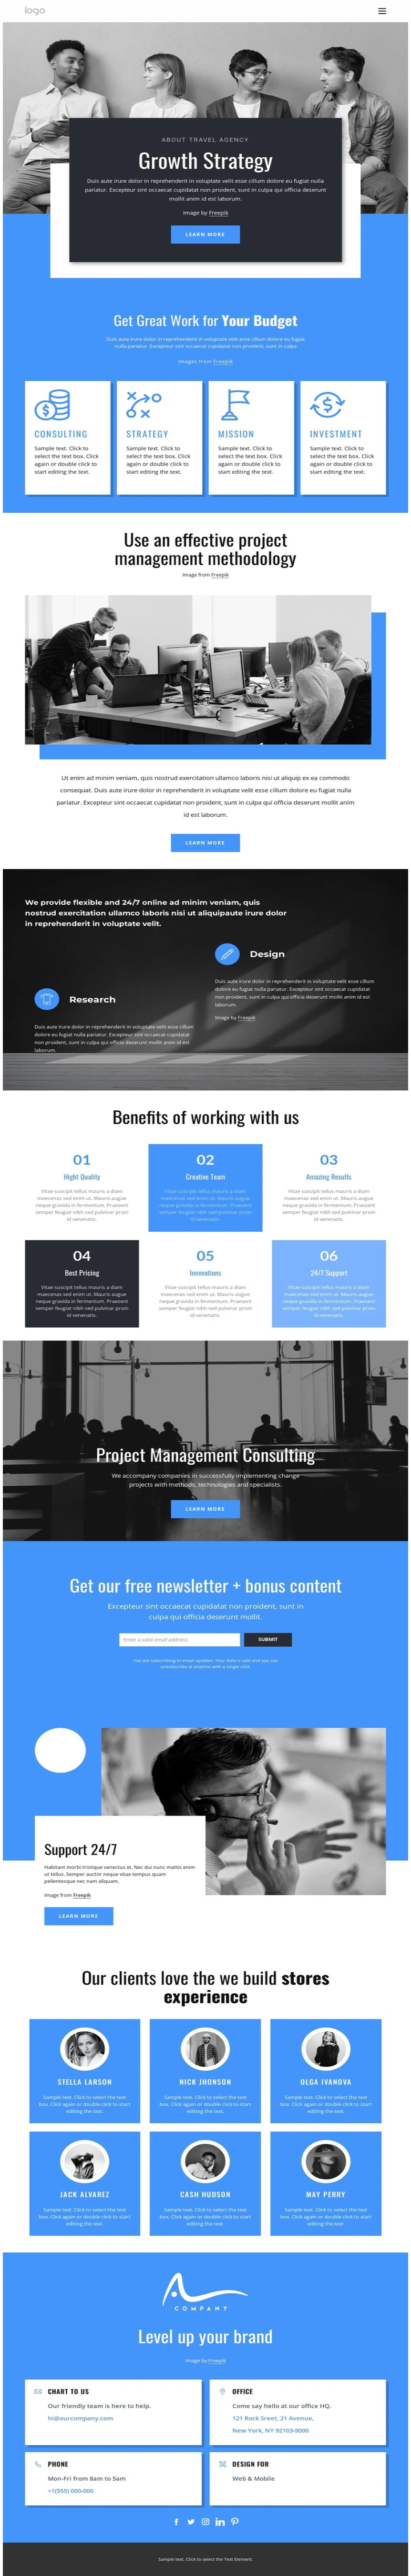 logo
ABOUT TRAVEL AGENCY
Growth Strategy
Duis aute irure dolor in reprehenderit in voluptate velit esse cillum dolore eu fugiat nulla
pariatur. Excepteur sint occaecat cupidatat non proident, sunt in culpa qui officia deserunt
mollit anim id est laborum.
Image by Freepik
LEARN MORE
Get Great Work for Your Budget
Duis aute irure dolor in reprehenderit in voluptate velit esse cillum dolore eu fugiat
nulla pariatur. Excepteur sint occaecat cupidatat non proident, sunt in culpa
Images from Freepik
CONSULTING
Sample text. Click to
select the text box. Click
again or double click to
start editing the text.
STRATEGY
Sample text. Click to
select the text box. Click
again or double click to
start editing the text.
MISSION
Sample text. Click to
select the text box. Click
again or double click to
start editing the text.
INVESTMENT
Sample text. Click to
select the text box. Click
again or double click to
start editing the text.
Use an effective project
management methodology
Image from Freepik
Ut enim ad minim veniam, quis nostrud exercitation ullamco laboris nisi ut aliquip ex ea commodo
consequat. Duis aute irure dolor in reprehenderit in voluptate velit esse cillum dolore eu fugiat nulla
pariatur. Excepteur sint occaecat cupidatat non proident, sunt in culpa qui officia deserunt mollit anim
id est laborum.
LEARN MORE
We provide flexible and 24/7 online ad minim veniam, quis
nostrud exercitation ullamco laboris nisi ut aliquipaute irure dolor
in reprehenderit in voluptate velit.
Design
Duis aute irure dolor in reprehenderit in voluptate velit esse cillum
dolore eu fugiat nulla pariatur. Excepteur sint occaecat cupidatat
non proident, sunt in culpa qui officia deserunt mollit anim id est
laborum.
Image by Freepik
Research
Duis aute irure dolor in reprehenderit in voluptate velit esse cillum
dolore eu fugiat nulla pariatur. Excepteur sint occaecat cupidatat
non proident, sunt in culpa qui officia deserunt mollit anim id est
laborum.
Benefits of working with us
01
Hight Quality
Vitae suscipit tellus mauris a diam
maecenas sed enim ut. Mauris augue
neque gravida in fermentum. Praesent
semper feugiat nibh sed pulvinar proin
id venenatis.
02
Creative Team
Vitae suscipit tellus mauris a diam
maecenas sed enim ut. Mauris augue
neque gravida in fermentum. Praesent
semper feugiat nibh sed pulvinar proin
id venenatis.
03
Amazing Results
Vitae suscipit tellus mauris a diam
maecenas sed enim ut. Mauris augue
neque gravida in fermentum. Praesent
semper feugiat nibh sed pulvinar proin
id venenatis.
04
Best Pricing
Vitae suscipit tellus mauris a diam
maecenas sed enim ut. Mauris augue
neque gravida in fermentum. Praesent
semper feugiat nibh sed pulvinar proin
id venenatis.
05
Innovations
Vitae suscipit tellus mauris a diam
maecenas sed enim ut. Mauris augue
neque gravida in fermentum. Praesent
semper feugiat nibh sed pulvinar proin
id venenatis.
06
24/7 Support
Vitae suscipit tellus mauris a diam
maecenas sed enim ut. Mauris augue
neque gravida in fermentum. Praesent
semper feugiat nibh sed pulvinar proin
id venenatis.
Project Management Consulting
We accompany companies in successfully implementing change
projects with methods, technologies and specialists.
LEARN MORE
Get our free newsletter + bonus content
Excepteur sint occaecat cupidatat non proident, sunt in
culpa qui officia deserunt mollit.
Enter a valid email address
SUBMIT
You are subscribing to email updates. Your data is safe and you can
unsubscribe at anytime with a single click
Support 24/7
Habitant morbi tristique senectus et. Nec dui nunc mattis enim
ut tellus. Semper auctor neque vitae tempus quam
pellentesque nec nam aliquam.
Image from Freepik
LEARN MORE
Our clients love the we build stores
experience
STELLA LARSON
Sample text. Click to select the text
box. Click again or double click to start
editing the text.
NICK JHONSON
Sample text. Click to select the text
box. Click again or double click to start
editing the text.
OLGA IVANOVA
Sample text. Click to select the text
box. Click again or double click to start
editing the text.
JACK ALVAREZ
Sample text. Click to select the text
box. Click again or double click to start
editing the text.
CASH HUDSON
Sample text. Click to select the text
box. Click again or double click to start
editing the text.
MAY PERRY
Sample text. Click to select the text
box. Click again or double click to start
editing the text.
COMPANY
Level up your brand
Image by Freepik
CHART TO US
Our friendly team is here to help.
hi@ourcompany.com
OFFICE
Come say hello at our office HQ.
121 Rock Sreet, 21 Avenue,
New York, NY 92103-9000
PHONE
Mon-Fri from 8am to 5am
+1(555) 000-000
DESIGN FOR
Web & Mobile
Sample text. Click to select the Text Element.